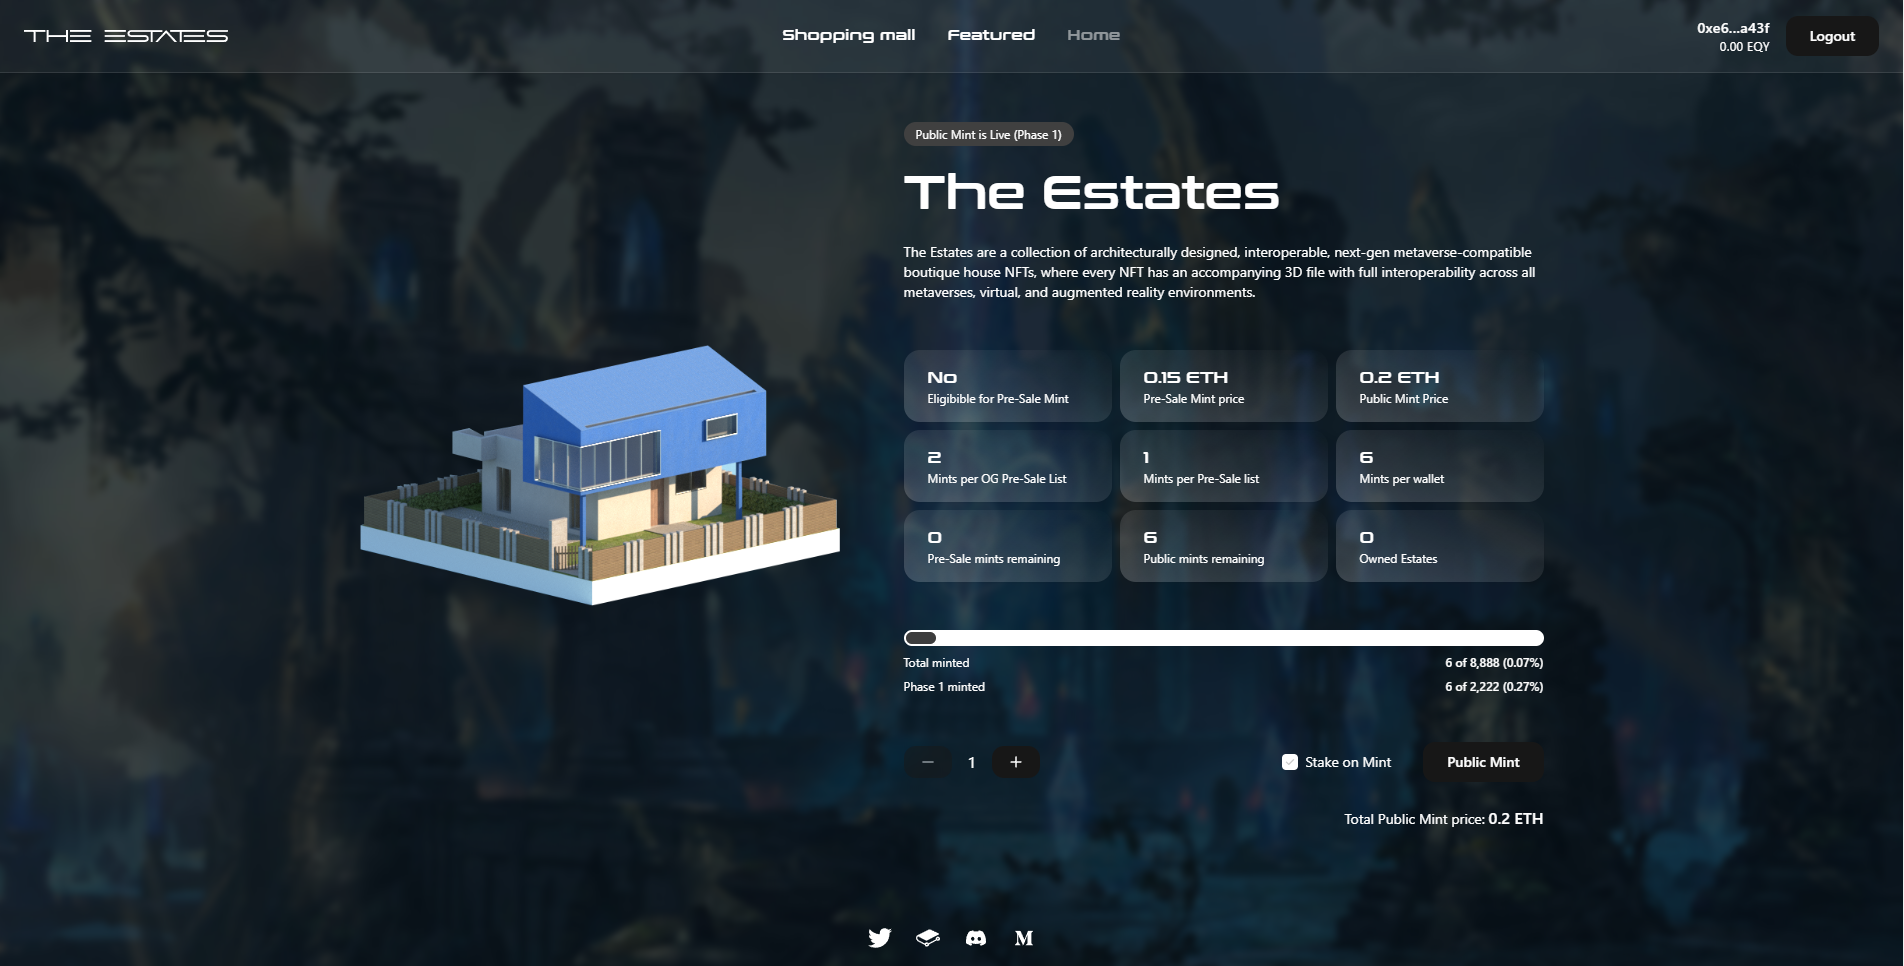 THE ESTATES
Shopping mall Featured Home
0xe6...a43f
0.00 EQY
Logout
Public Mint is Live (Phase 1)
The Estates
The Estates are a collection of architecturally designed, interoperable, next-gen metaverse-compatible
boutique house NFTs, where every NFT has an accompanying 3D file with full interoperability across all
metaverses, virtual, and augmented reality environments.
No
Eligibible for Pre-Sale Mint
0.15 ETH
Pre-Sale Mint price
0.2 ETH
Public Mint Price
2
Mints per OG Pre-Sale List
1
Mints per Pre-Sale list
6
Mints per wallet
0
Pre-Sale mints remaining
6
Public mints remaining
0
Owned Estates
Total minted 6 of 8,888 (0.07%)
Phase 1 minted 6 of 2,222 (0.27%)
− 1 +
Stake on Mint
Public Mint
Total Public Mint price: 0.2 ETH
M